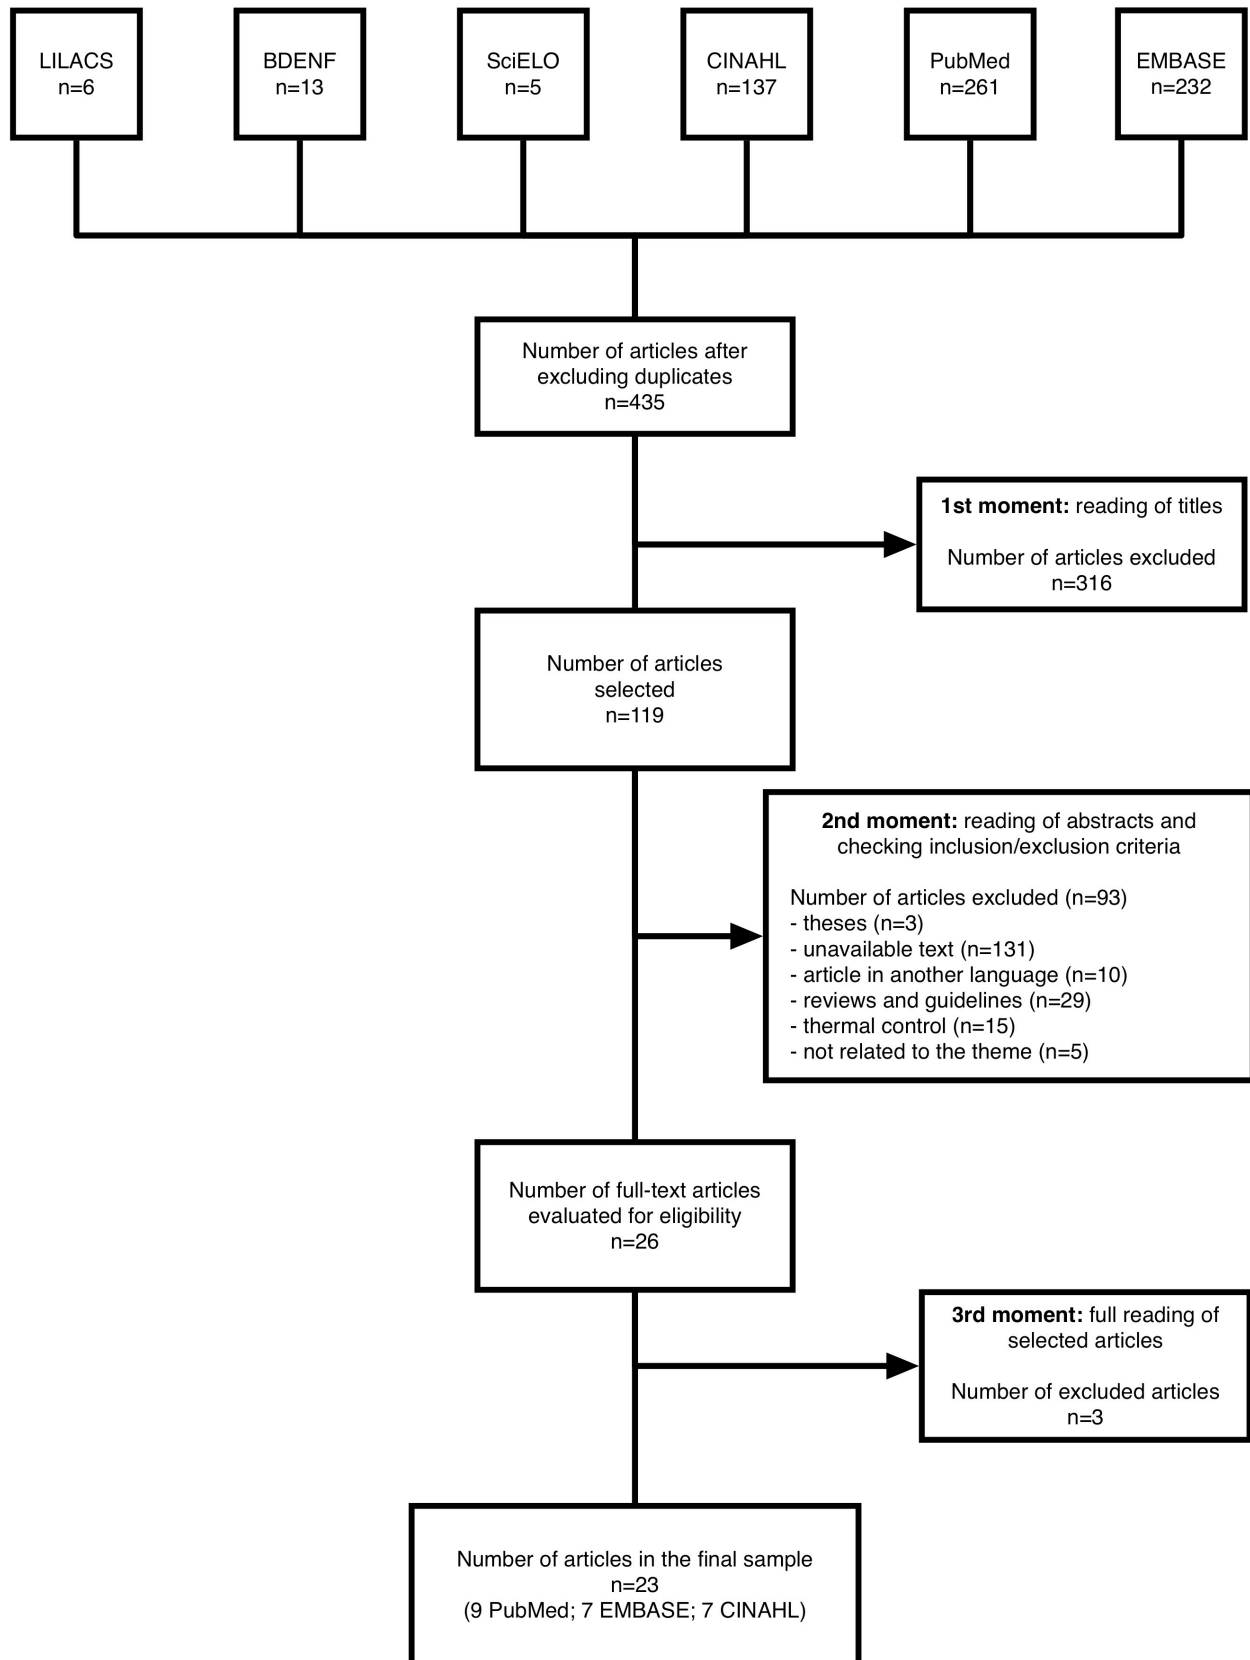 LILACS
n=6
BDENF
n=13
SciELO
n=5
CINAHL
n=137
PubMed
n=261
EMBASE
n=232
Number of articles after
excluding duplicates
n=435
1st moment: reading of titles
Number of articles excluded
n=316
Number of articles
selected
n=119
2nd moment: reading of abstracts and
checking inclusion/exclusion criteria
Number of articles excluded (n=93)
- theses (n=3)
- unavailable text (n=131)
- article in another language (n=10)
- reviews and guidelines (n=29)
- thermal control (n=15)
- not related to the theme (n=5)
Number of full-text articles
evaluated for eligibility
n=26
3rd moment: full reading of
selected articles
Number of excluded articles
n=3
Number of articles in the final sample
n=23
(9 PubMed; 7 EMBASE; 7 CINAHL)